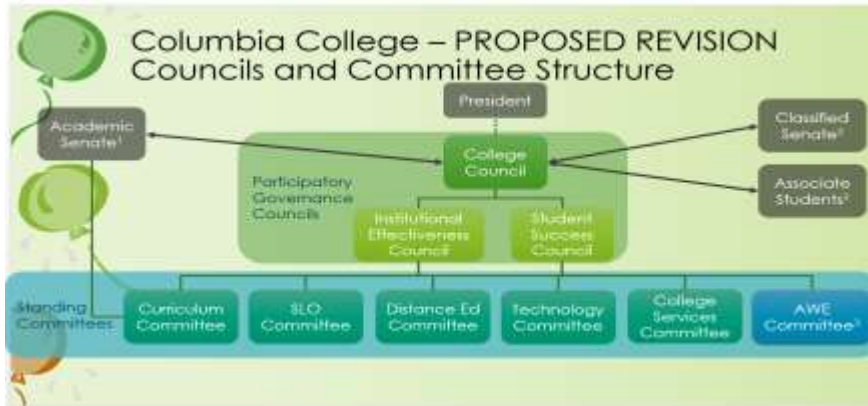 Columbia College – PROPOSED REVISION
Councils and Committee Structure
President
Academic
Senate¹
Classified
Senate²
College
Council
Participatory
Governance
Councils
Associate
Students²
Institutional
Effectiveness
Council
Student
Success
Council
Standing
Committees
Curriculum
Committee
SLO
Committee
Distance Ed
Committee
Technology
Committee
College
Services
Committee
AWE
Committee